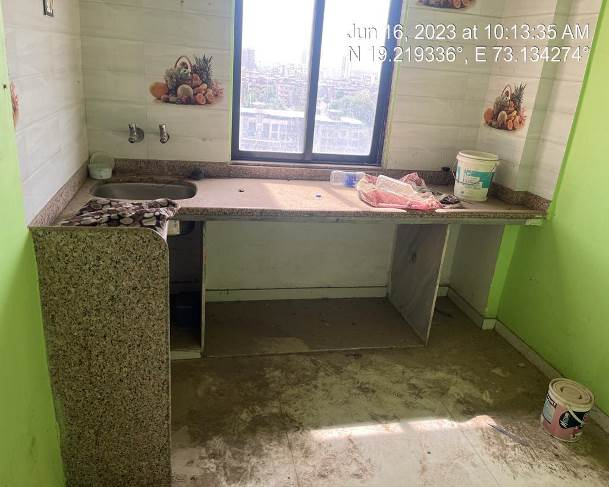 Jun 16, 2023 at 10:13:35 AM
N 19.219336°, E 73.134274°